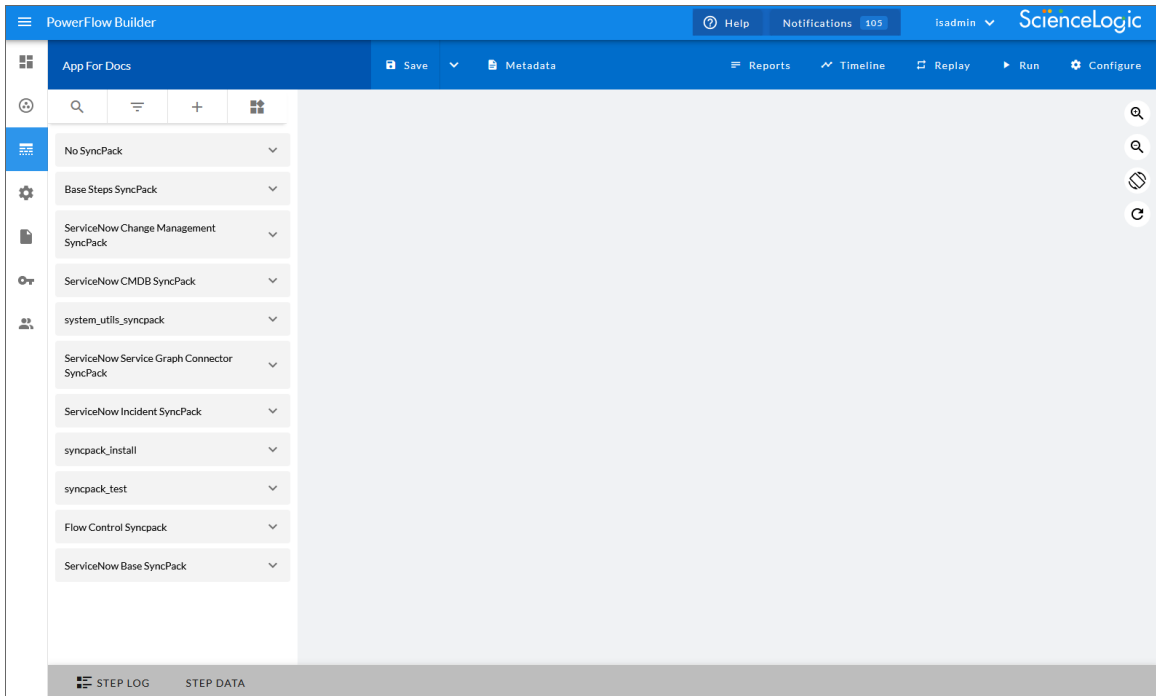 PowerFlow Builder
Help
Notifications 105
isadmin
ScienceLogic
App For Docs
Save
Metadata
Reports
Timeline
Replay
Run
Configure
No SyncPack
Base Steps SyncPack
ServiceNow Change Management
SyncPack
ServiceNow CMDB SyncPack
system_utils_syncpack
ServiceNow Service Graph Connector
SyncPack
ServiceNow Incident SyncPack
syncpack_install
syncpack_test
Flow Control Syncpack
ServiceNow Base SyncPack
STEP LOG
STEP DATA